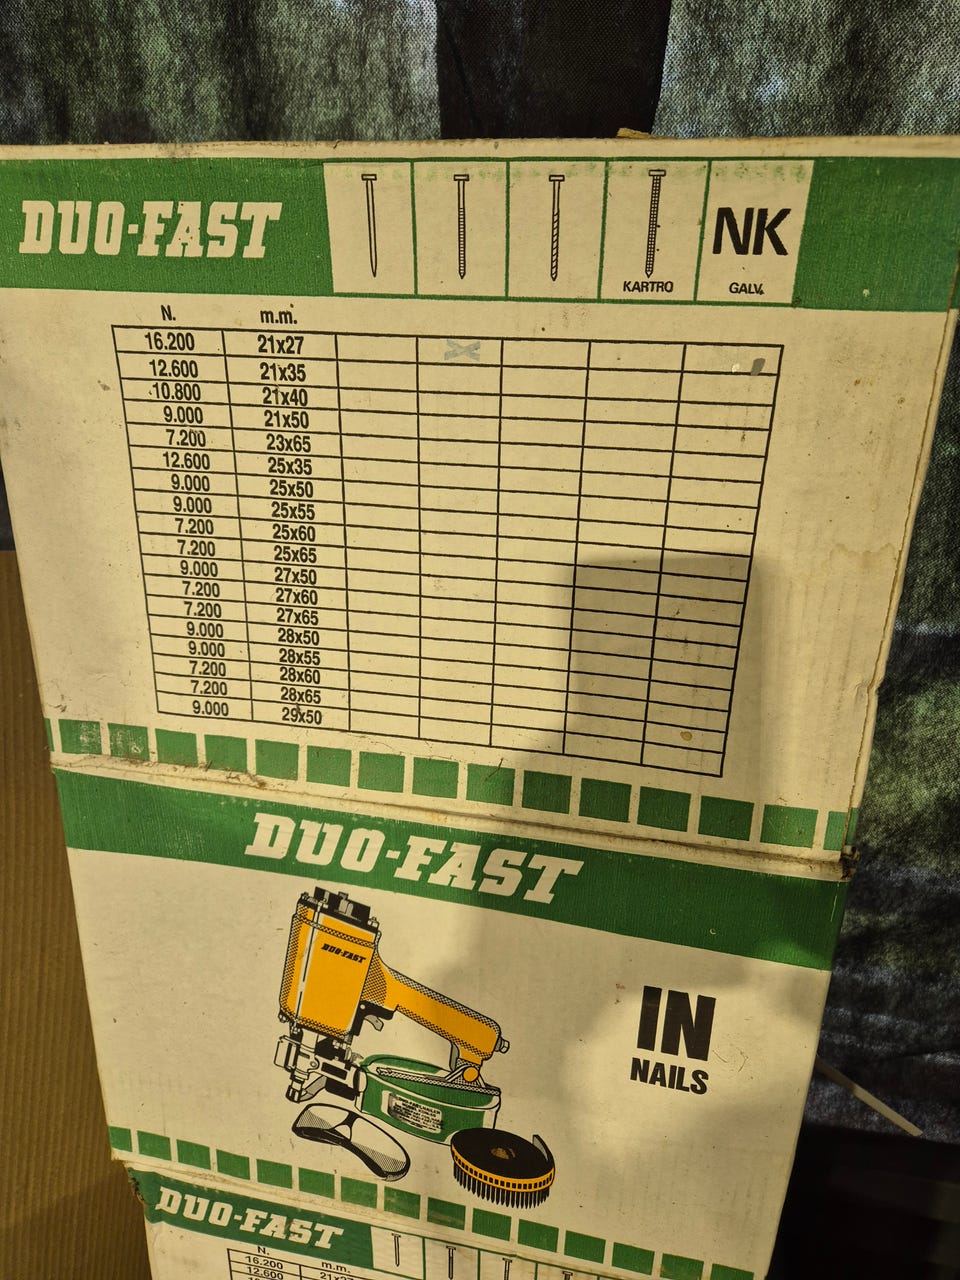 DUO-FAST
KARTRO
NK
GALV.
N. m.m.
16.200 21x27
12.600 21x35
10.800 21x40
9.000 21x50
7.200 23x65
12.600 25x35
9.000 25x50
9.000 25x55
7.200 25x60
7.200 25x65
9.000 27x50
7.200 27x60
7.200 27x65
9.000 28x50
9.000 28x55
7.200 28x60
7.200 28x65
9.000 29x50
DUO-FAST
DUO-FAST
IN
NAILS
DUO-FAST
N. m.m.
16.200 21x27
12.600